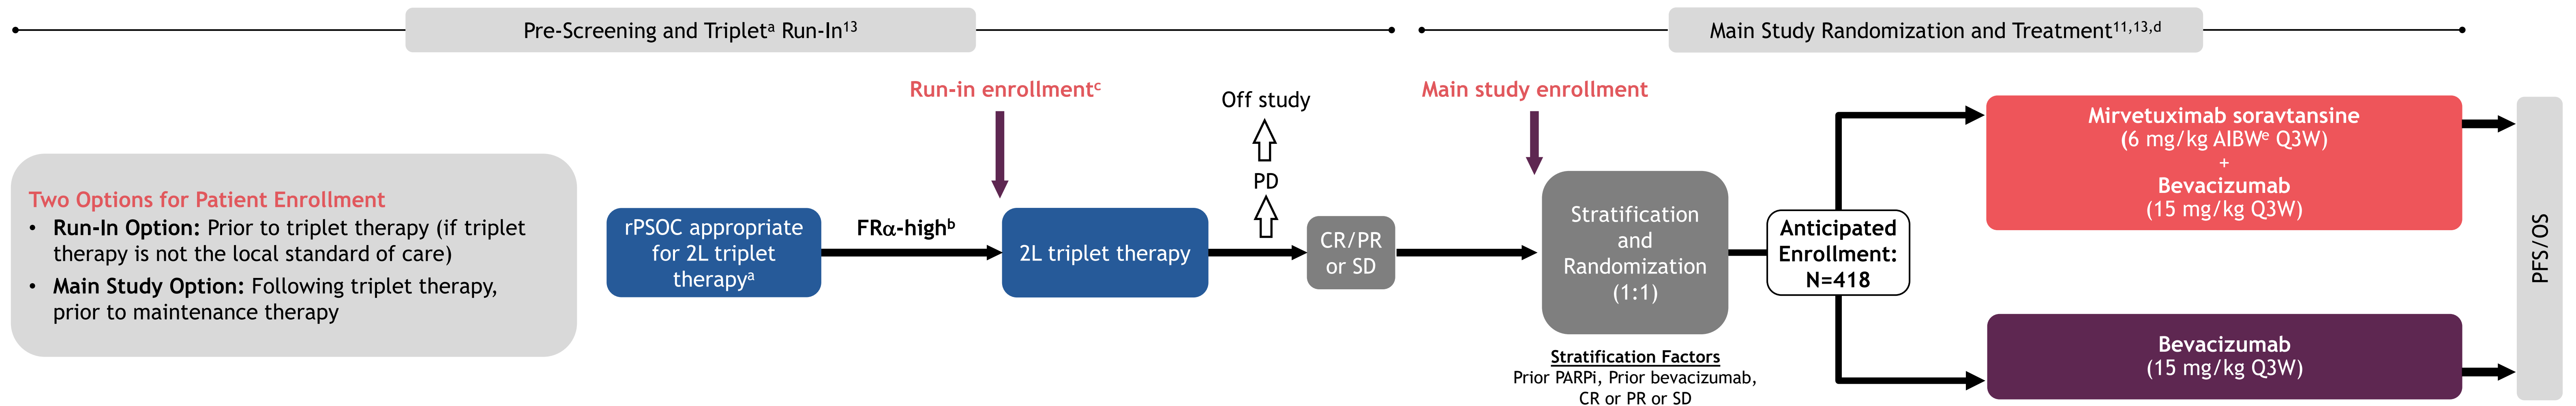 Pre-Screening and Tripletᵃ Run-In¹³
Main Study Randomization and Treatment¹¹,¹³,ᵈ
Two Options for Patient Enrollment
• Run-In Option: Prior to triplet therapy (if triplet
therapy is not the local standard of care)
• Main Study Option: Following triplet therapy,
prior to maintenance therapy
rPSOC appropriate
for 2L triplet
therapyᵃ
FRα-highᵇ
Run-in enrollmentᶜ
2L triplet therapy
Off study
PD
CR/PR
or SD
Main study enrollment
Stratification
and
Randomization
(1:1)
Stratification Factors
Prior PARPi, Prior bevacizumab,
CR or PR or SD
Anticipated
Enrollment:
N=418
Mirvetuximab soravtansine
(6 mg/kg AIBWᵉ Q3W)
+
Bevacizumab
(15 mg/kg Q3W)
Bevacizumab
(15 mg/kg Q3W)
PFS/OS